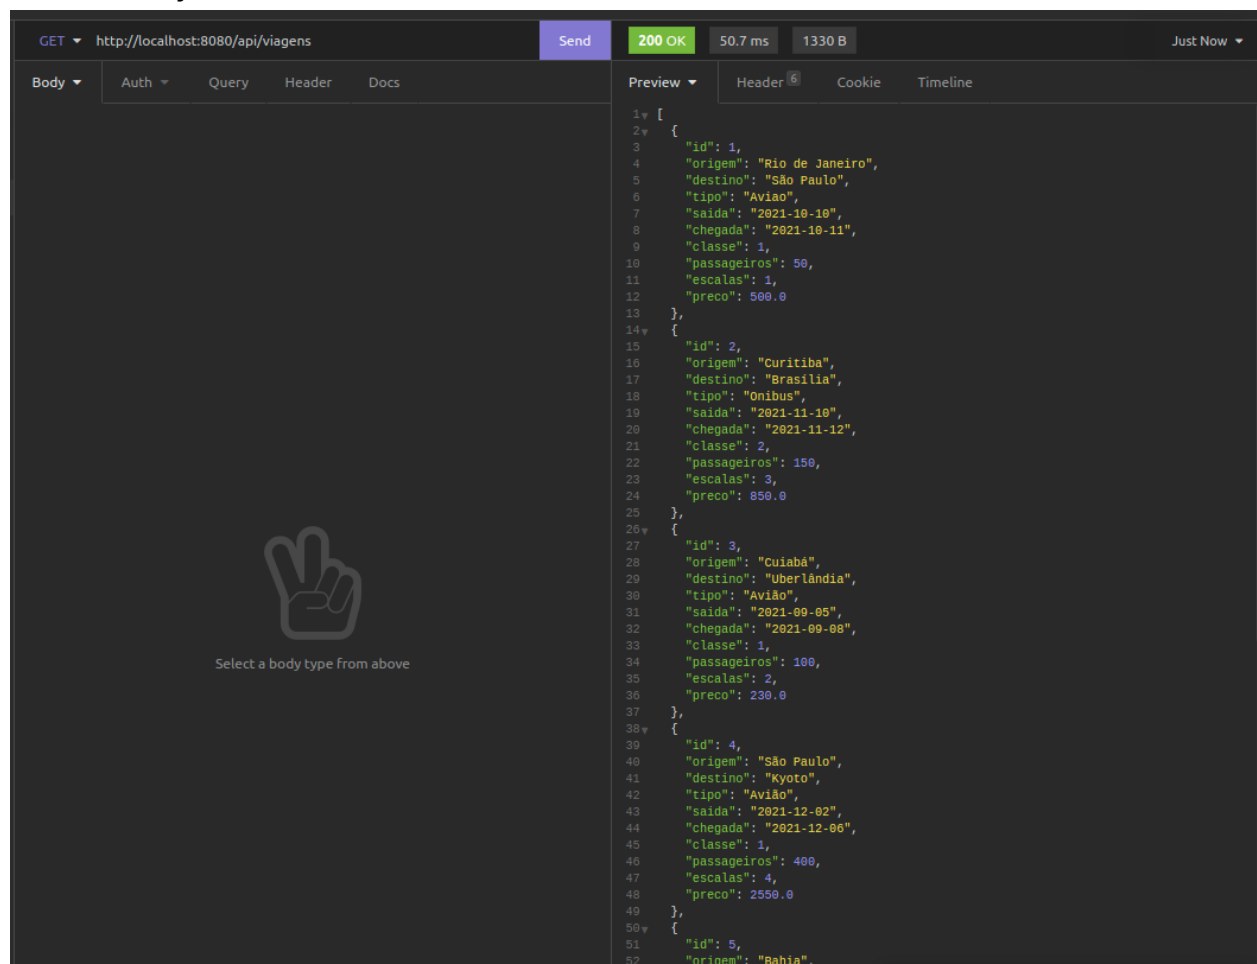 GET http://localhost:8080/api/viagens Send 200 OK 50.7 ms 1330 B Just Now
Body Auth Query Header Docs
Preview Header 6 Cookie Timeline
Select a body type from above
1 [
2 {
3 "id": 1,
4 "origem": "Rio de Janeiro",
5 "destino": "São Paulo",
6 "tipo": "Aviao",
7 "saida": "2021-10-10",
8 "chegada": "2021-10-11",
9 "classe": 1,
10 "passageiros": 50,
11 "escalas": 1,
12 "preco": 500.0
13 },
14 {
15 "id": 2,
16 "origem": "Curitiba",
17 "destino": "Brasília",
18 "tipo": "Onibus",
19 "saida": "2021-11-10",
20 "chegada": "2021-11-12",
21 "classe": 2,
22 "passageiros": 150,
23 "escalas": 3,
24 "preco": 850.0
25 },
26 {
27 "id": 3,
28 "origem": "Cuiabá",
29 "destino": "Uberlândia",
30 "tipo": "Avião",
31 "saida": "2021-09-05",
32 "chegada": "2021-09-08",
33 "classe": 1,
34 "passageiros": 100,
35 "escalas": 2,
36 "preco": 230.0
37 },
38 {
39 "id": 4,
40 "origem": "São Paulo",
41 "destino": "Kyoto",
42 "tipo": "Avião",
43 "saida": "2021-12-02",
44 "chegada": "2021-12-06",
45 "classe": 1,
46 "passageiros": 400,
47 "escalas": 4,
48 "preco": 2550.0
49 },
50 {
51 "id": 5,
52 "origem": "Bahia",